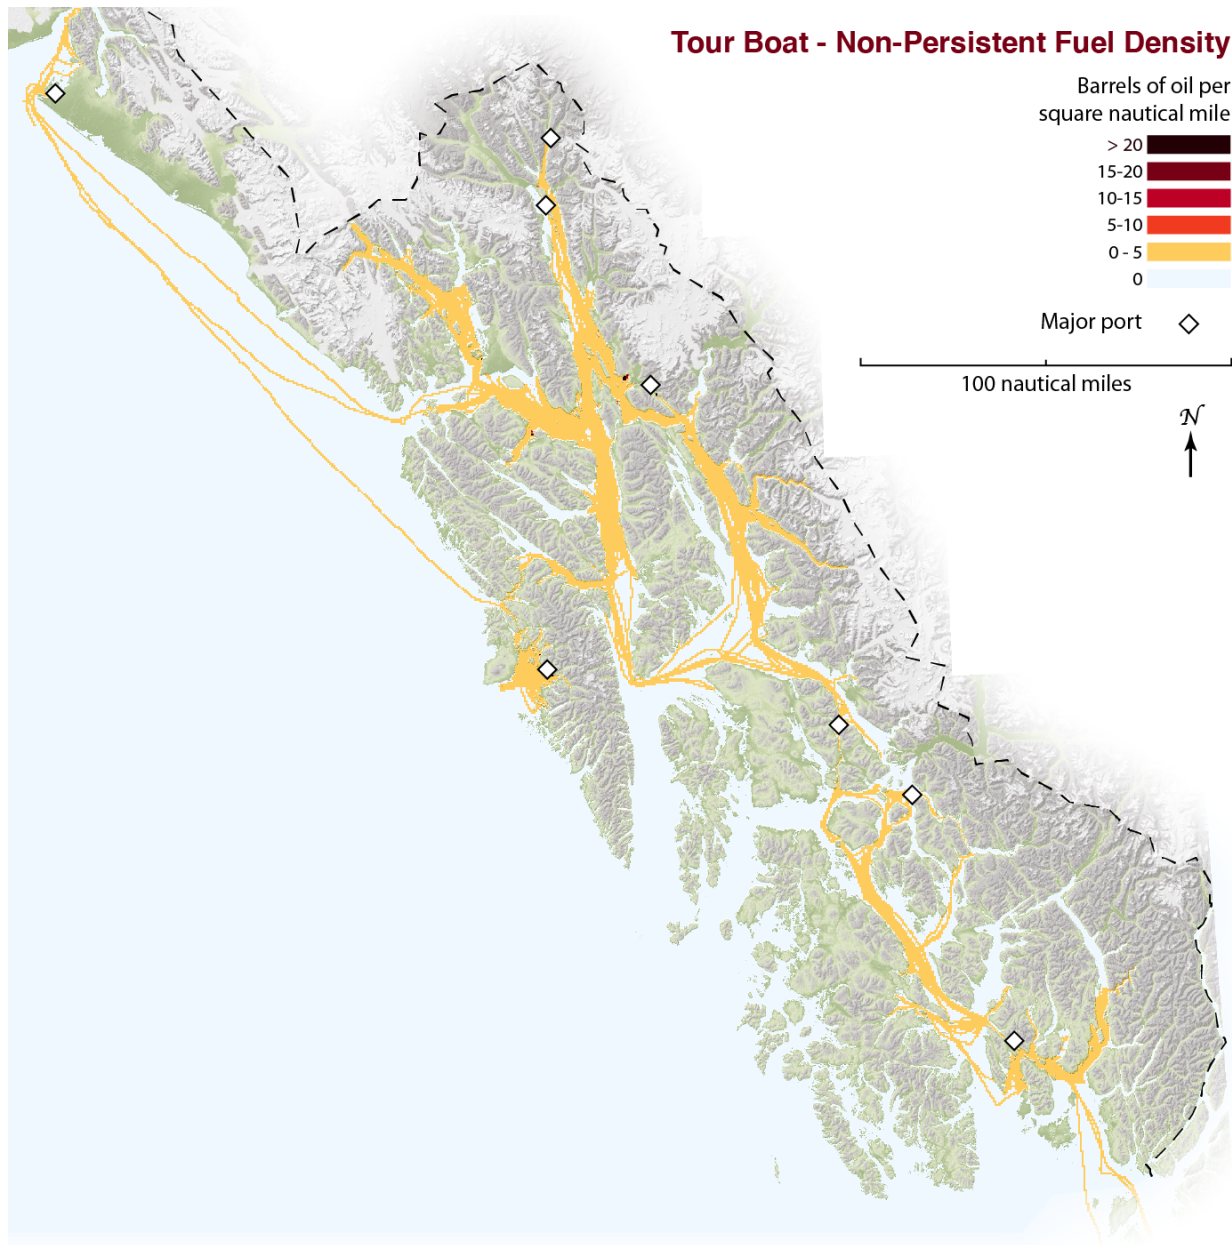 Tour Boat - Non-Persistent Fuel Density
Barrels of oil per
square nautical mile
> 20
15-20
10-15
5-10
0 - 5
0
Major port
100 nautical miles
N